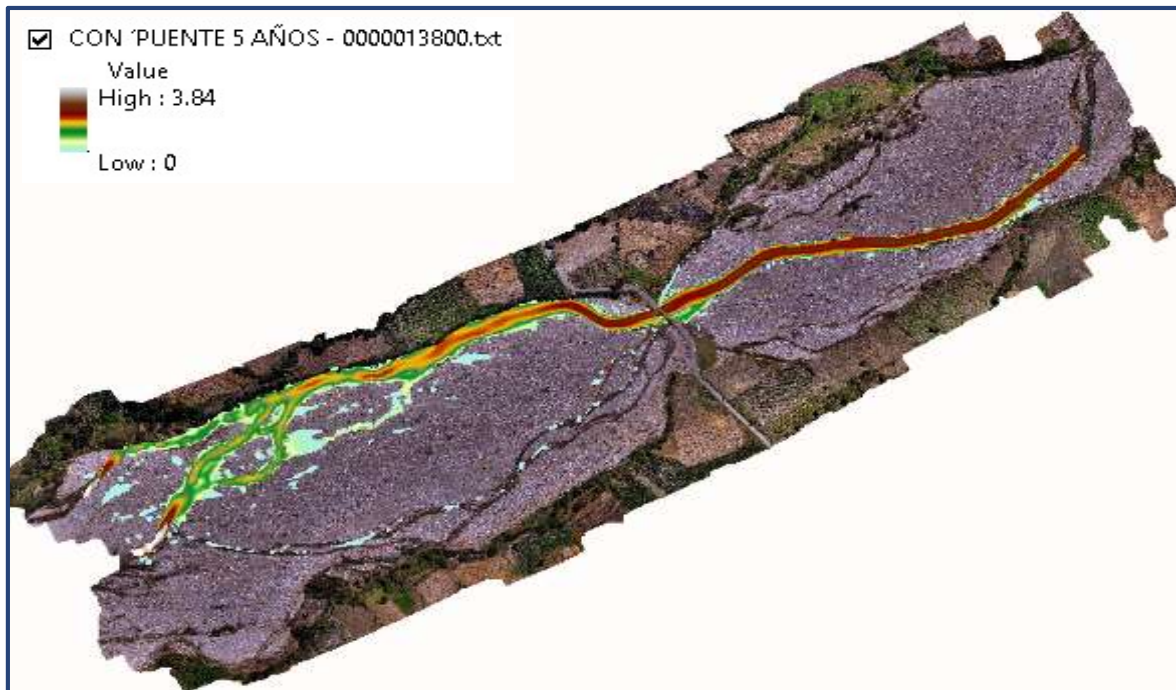 CON ´PUENTE 5 AÑOS - 0000013800.txt
Value
High : 3.84
Low : 0